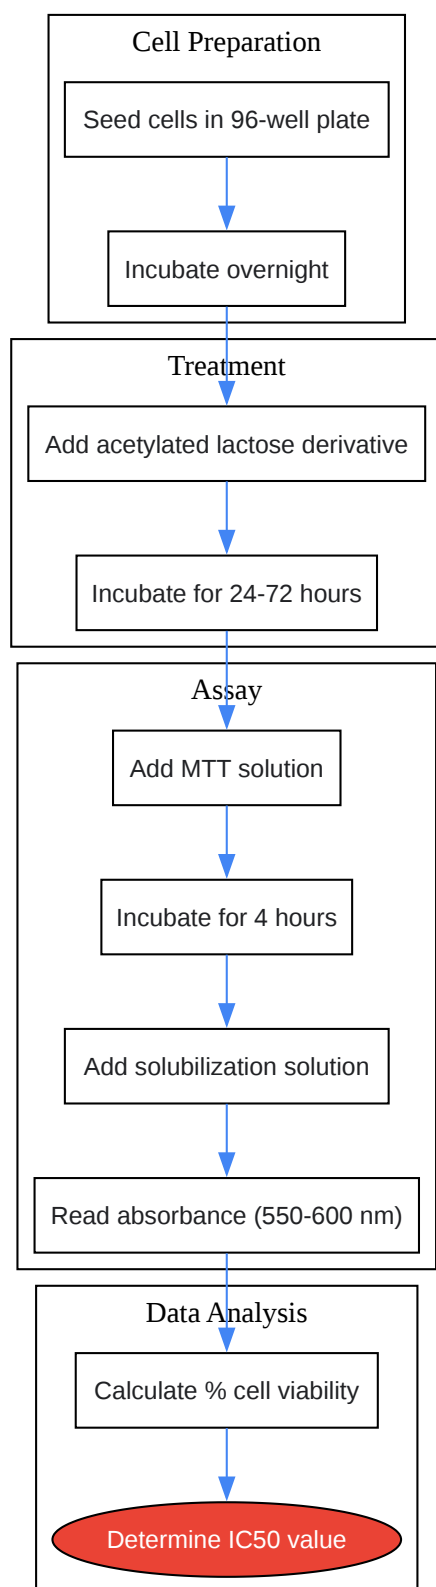 Cell Preparation
Seed cells in 96-well plate
Incubate overnight
Treatment
Add acetylated lactose derivative
Incubate for 24-72 hours
Assay
Add MTT solution
Incubate for 4 hours
Add solubilization solution
Read absorbance (550-600 nm)
Data Analysis
Calculate % cell viability
Determine IC50 value